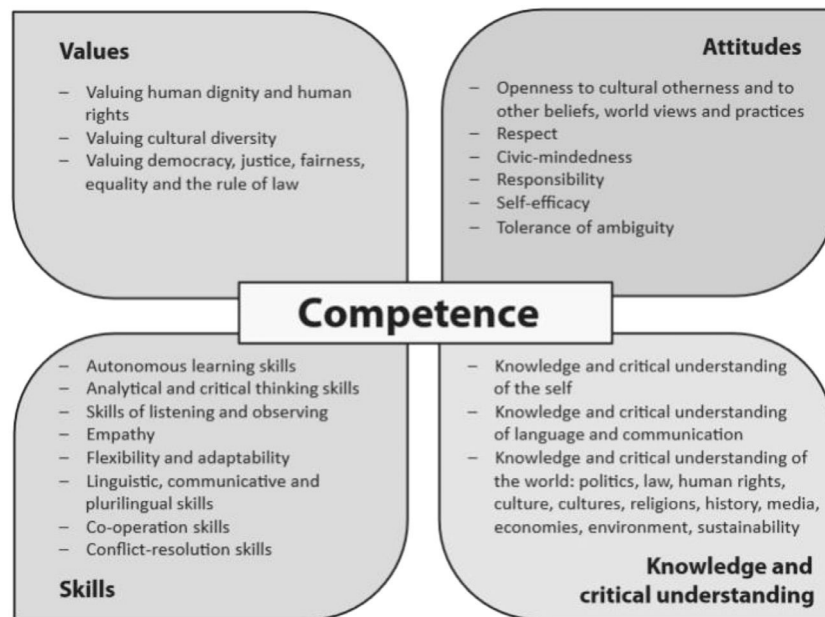 Values
– Valuing human dignity and human
rights
– Valuing cultural diversity
– Valuing democracy, justice, fairness,
equality and the rule of law
Attitudes
– Openness to cultural otherness and to
other beliefs, world views and practices
– Respect
– Civic-mindedness
– Responsibility
– Self-efficacy
– Tolerance of ambiguity
Competence
– Autonomous learning skills
– Analytical and critical thinking skills
– Skills of listening and observing
– Empathy
– Flexibility and adaptability
– Linguistic, communicative and
plurilingual skills
– Co-operation skills
– Conflict-resolution skills
Skills
– Knowledge and critical understanding
of the self
– Knowledge and critical understanding
of language and communication
– Knowledge and critical understanding of
the world: politics, law, human rights,
culture, cultures, religions, history, media,
economies, environment, sustainability
Knowledge and
critical understanding